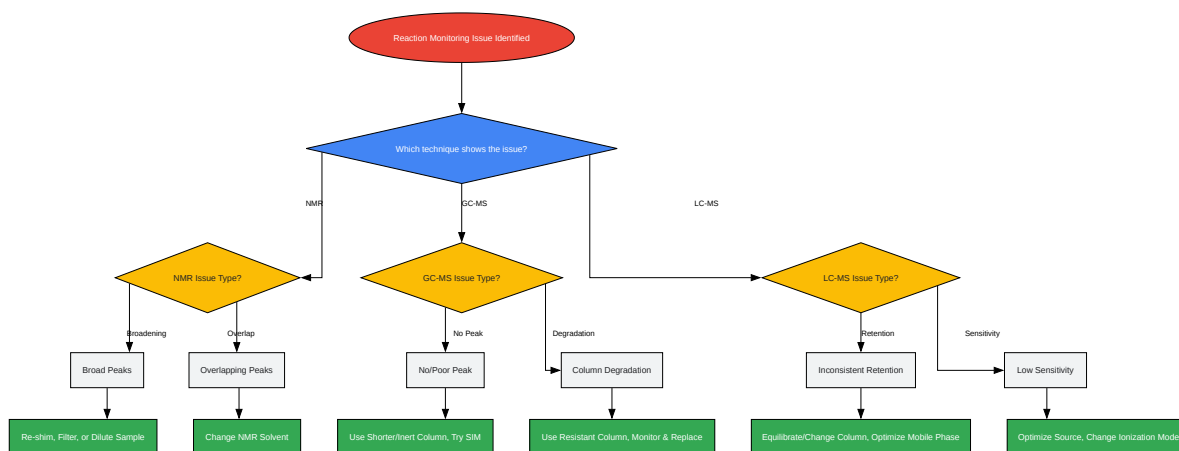 Reaction Monitoring Issue Identified
Which technique shows the issue?
NMR
GC-MS
LC-MS
NMR Issue Type?
GC-MS Issue Type?
LC-MS Issue Type?
Broadening
Overlap
No Peak
Degradation
Retention
Sensitivity
Broad Peaks
Overlapping Peaks
No/Poor Peak
Column Degradation
Inconsistent Retention
Low Sensitivity
Re-shim, Filter, or Dilute Sample
Change NMR Solvent
Use Shorter/Inert Column, Try SIM
Use Resistant Column, Monitor & Replace
Equilibrate/Change Column, Optimize Mobile Phase
Optimize Source, Change Ionization Mode